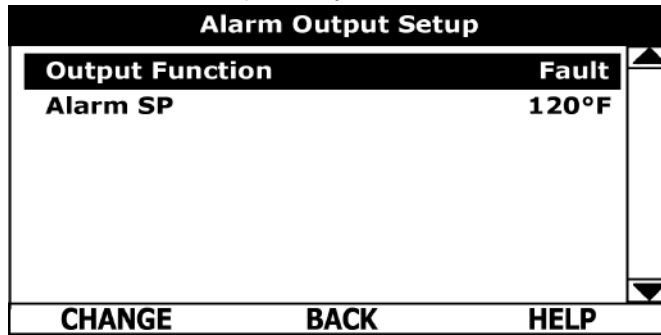 Alarm Output Setup
Output Function Fault
Alarm SP 120°F
CHANGE BACK HELP